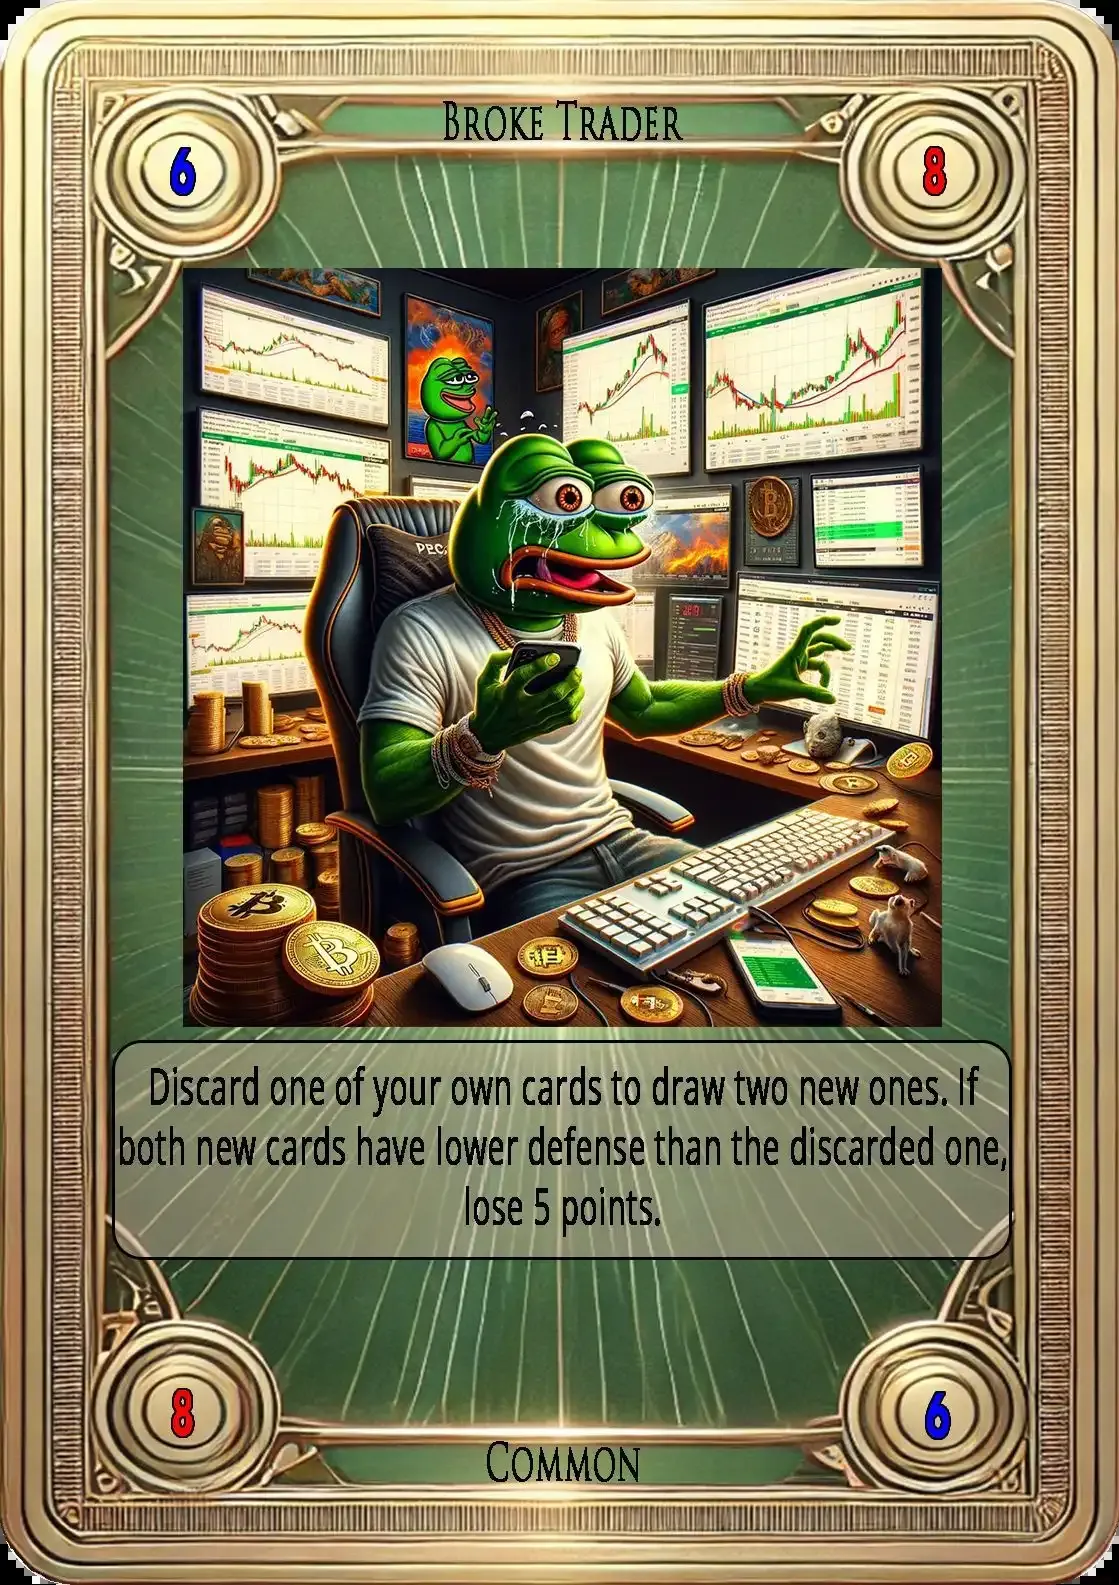 Broke Trader
6
8
PEC
Discard one of your own cards to draw two new ones. If
both new cards have lower defense than the discarded one,
lose 5 points.
8
6
Common